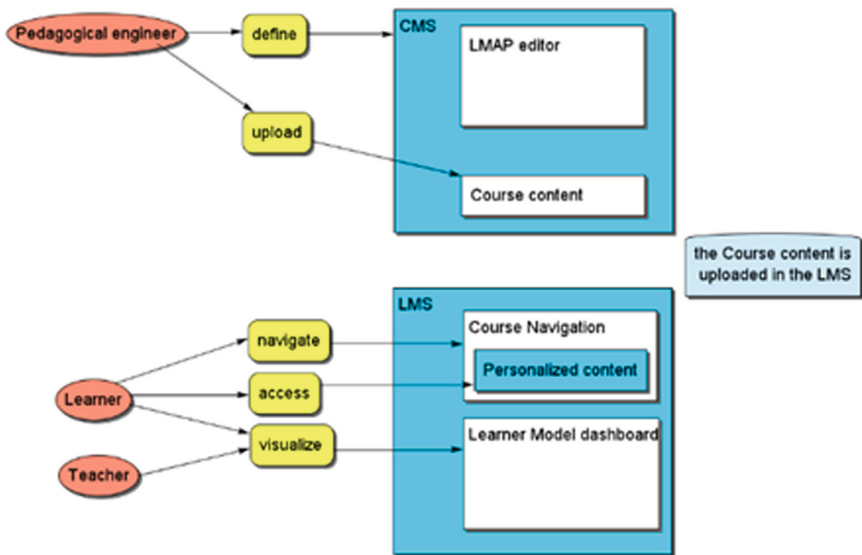 Pedagogical engineer
define
CMS
LMAP editor
upload
Course content
the Course content is
uploaded in the LMS
LMS
navigate
Course Navigation
Personalized content
Learner
access
visualize
Learner Model dashboard
Teacher